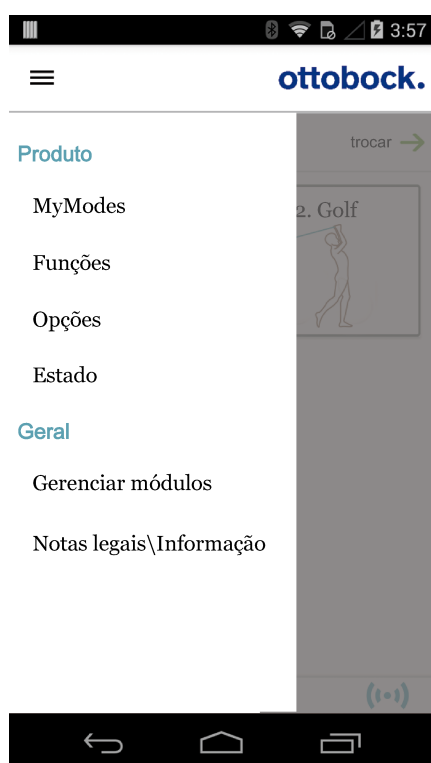 3:57
ottobock.
trocar
Produto
MyModes
2. Golf
Funções
Opções
Estado
Geral
Gerenciar módulos
Notas legais\Informação